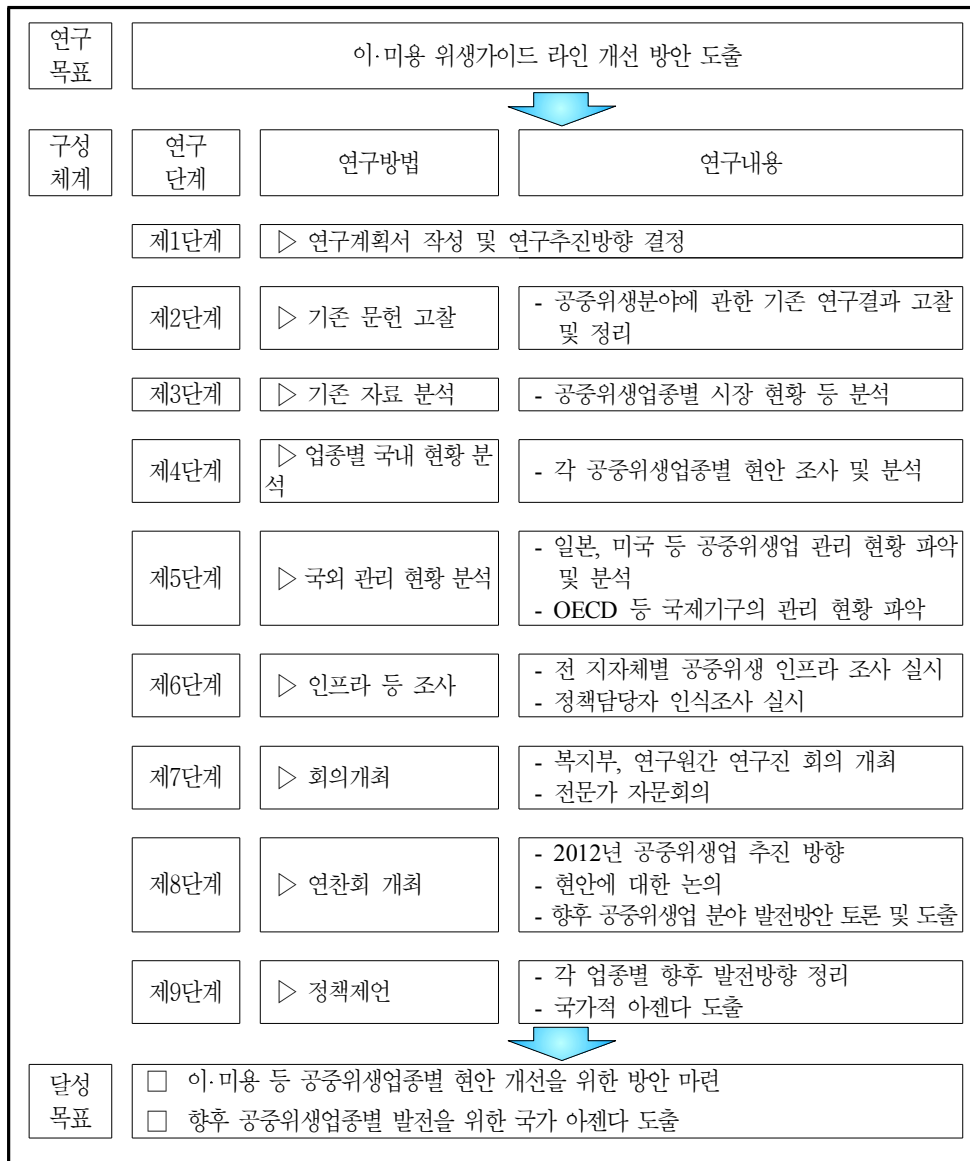 연구
목표
이·미용 위생가이드 라인 개선 방안 도출
구성
체계
연구
단계
연구방법
연구내용
제1단계
▷ 연구계획서 작성 및 연구추진방향 결정
제2단계
▷ 기존 문헌 고찰
- 공중위생분야에 관한 기존 연구결과 고찰
및 정리
제3단계
▷ 기존 자료 분석
- 공중위생업종별 시장 현황 등 분석
제4단계
▷ 업종별 국내 현황 분
석
- 각 공중위생업종별 현안 조사 및 분석
제5단계
▷ 국외 관리 현황 분석
- 일본, 미국 등 공중위생업 관리 현황 파악
및 분석
- OECD 등 국제기구의 관리 현황 파악
제6단계
▷ 인프라 등 조사
- 전 지자체별 공중위생 인프라 조사 실시
- 정책담당자 인식조사 실시
제7단계
▷ 회의개최
- 복지부, 연구원간 연구진 회의 개최
- 전문가 자문회의
제8단계
▷ 연찬회 개최
- 2012년 공중위생업 추진 방향
- 현안에 대한 논의
- 향후 공중위생업 분야 발전방안 토론 및 도출
제9단계
▷ 정책제언
- 각 업종별 향후 발전방향 정리
- 국가적 아젠다 도출
달성
목표
□ 이·미용 등 공중위생업종별 현안 개선을 위한 방안 마련
□ 향후 공중위생업종별 발전을 위한 국가 아젠다 도출